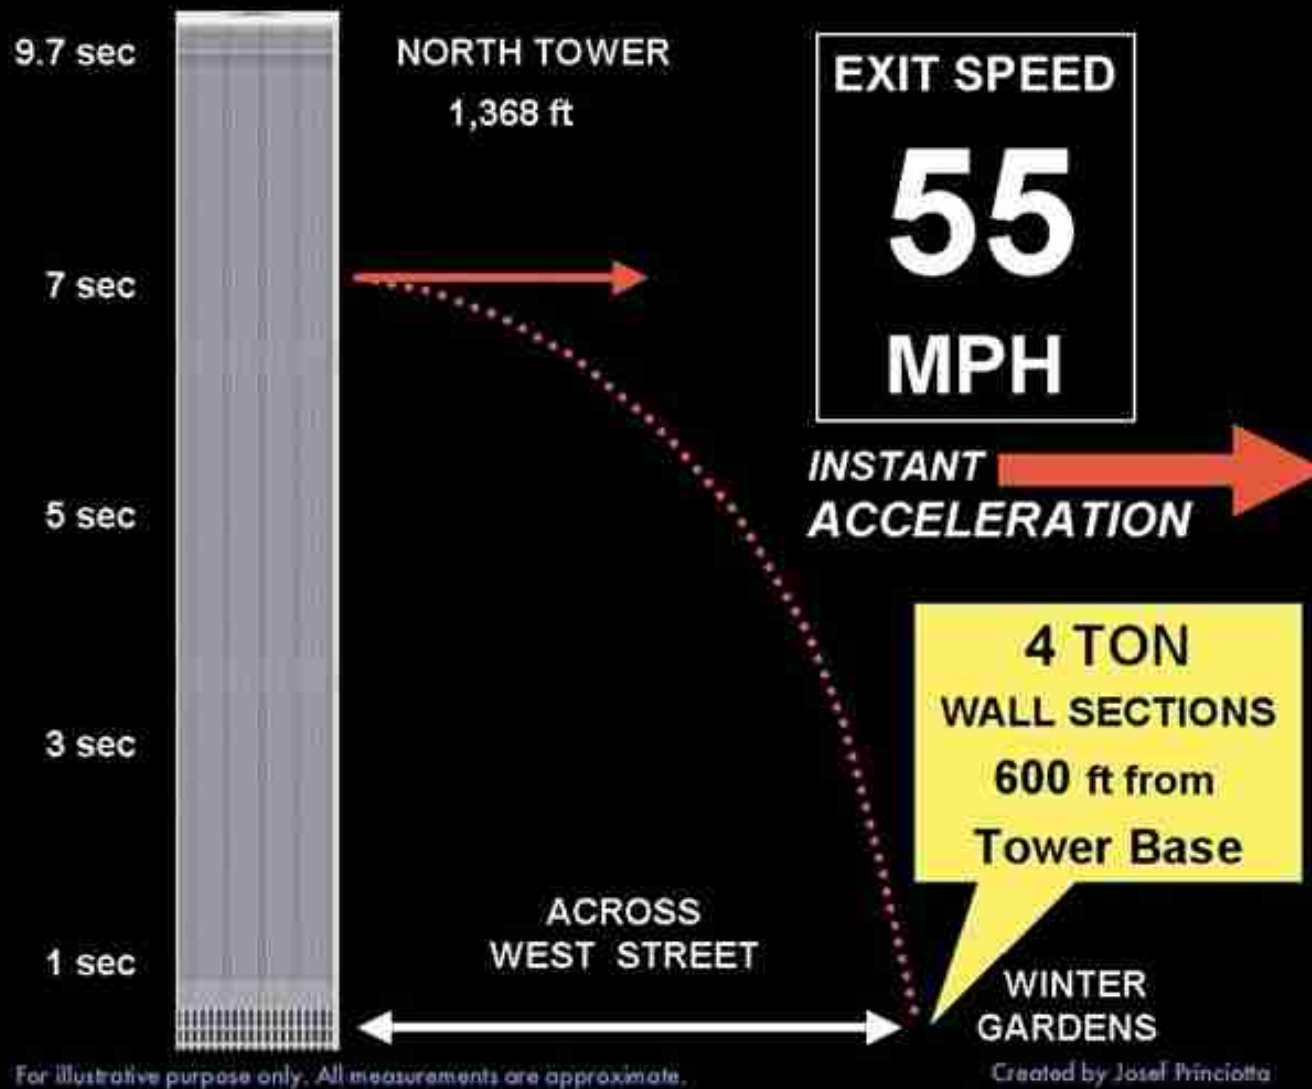 9.7 sec
NORTH TOWER
1,368 ft
EXIT SPEED
55
MPH
7 sec
INSTANT
ACCELERATION
5 sec
4 TON
WALL SECTIONS
600 ft from
Tower Base
3 sec
ACROSS
WEST STREET
1 sec
WINTER
GARDENS
For illustrative purpose only. All measurements are approximate.
Created by Josef Princiotta